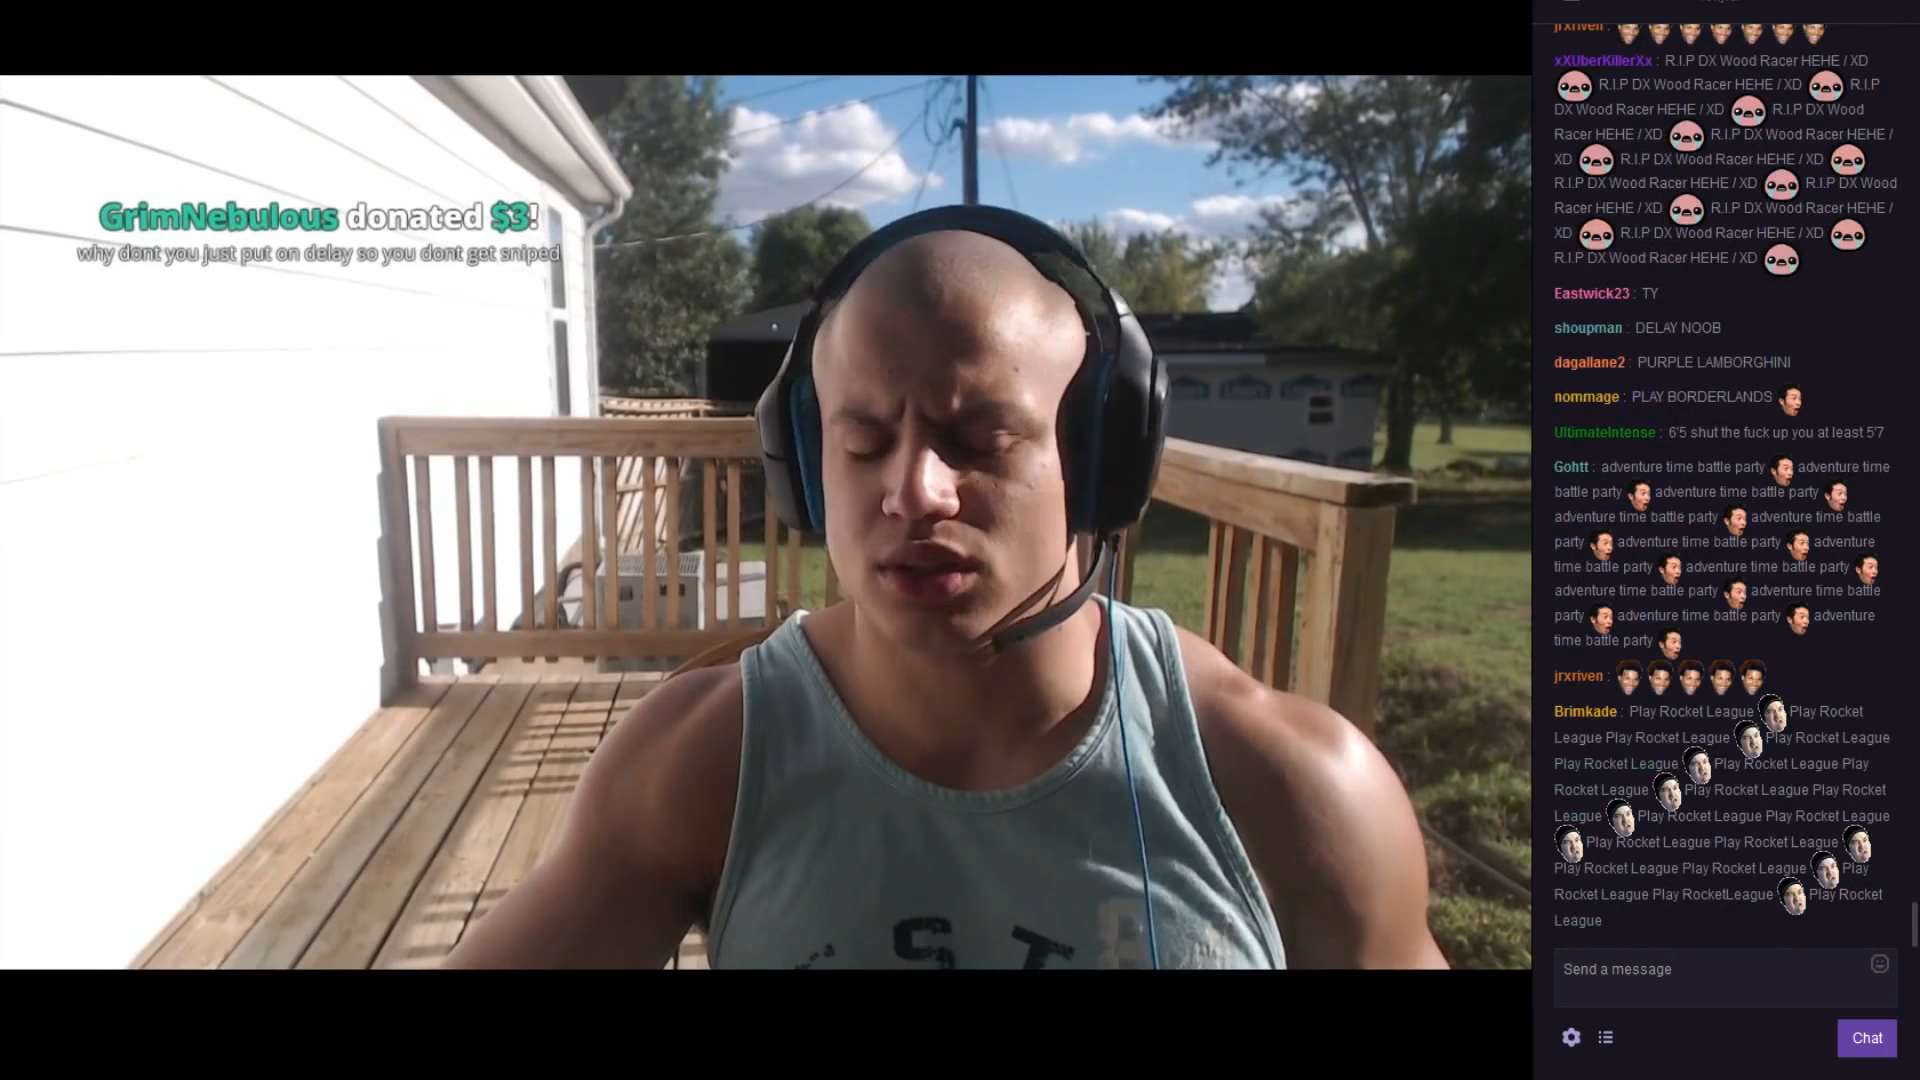 GrimNebulous donated $3!
why dont you just put on delay so you dont get sniped
ST
jrxriven :
xXUberKillerXx : R.I.P DX Wood Racer HEHE / XD
R.I.P DX Wood Racer HEHE / XD R.I.P
DX Wood Racer HEHE / XD R.I.P DX Wood
Racer HEHE / XD R.I.P DX Wood Racer HEHE /
XD R.I.P DX Wood Racer HEHE / XD
R.I.P DX Wood Racer HEHE / XD R.I.P DX Wood
Racer HEHE / XD R.I.P DX Wood Racer HEHE /
XD R.I.P DX Wood Racer HEHE / XD
R.I.P DX Wood Racer HEHE / XD
Eastwick23 : TY
shoupman : DELAY NOOB
dagallane2 : PURPLE LAMBORGHINI
nommage : PLAY BORDERLANDS
UltimateIntense : 6'5 shut the fuck up you at least 5'7
Gohtt : adventure time battle party adventure time
battle party adventure time battle party
adventure time battle party adventure time battle
party adventure time battle party adventure
time battle party adventure time battle party
adventure time battle party adventure time battle
party adventure time battle party adventure
time battle party
jrxriven :
Brimkade : Play Rocket League Play Rocket
League Play Rocket League Play Rocket League
Play Rocket League Play Rocket League Play
Rocket League Play Rocket League Play Rocket
League Play Rocket League Play Rocket League
Play Rocket League Play Rocket League
Play Rocket League Play Rocket League Play
Rocket League Play RocketLeague Play Rocket
League
Send a message
Chat